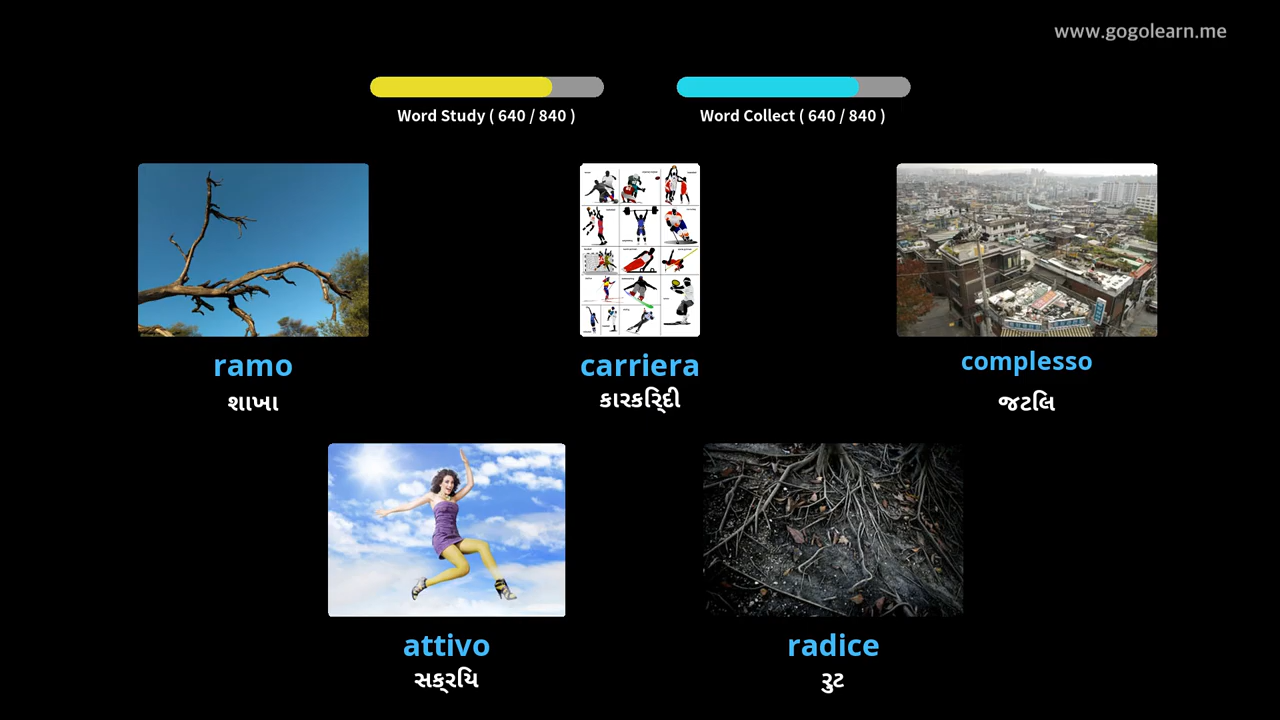 www.gogolearn.me
Word Study ( 640 / 840 )
Word Collect ( 640 / 840 )
ramo
શાખા
carriera
કારકિર્દી
complesso
જટિલ
attivo
સક્રિય
radice
રુટ